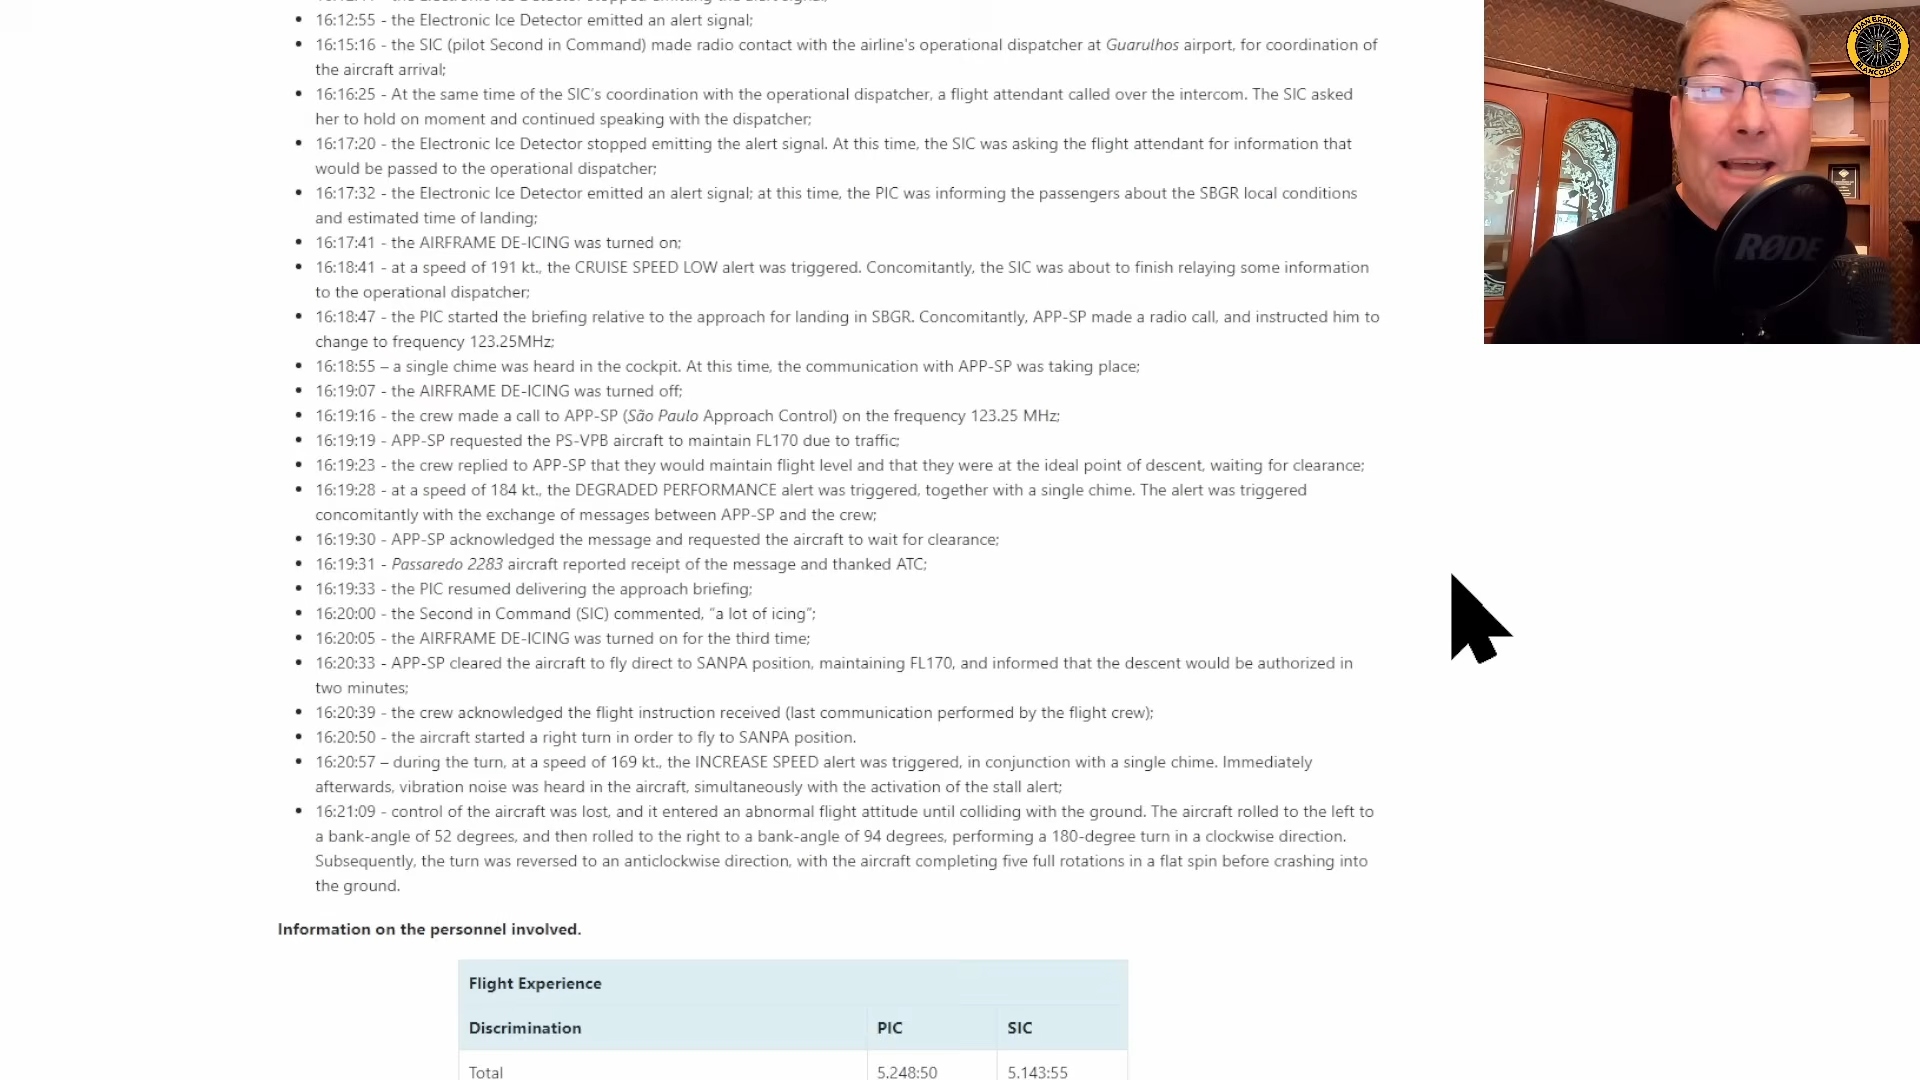 16:12:55 - the Electronic Ice Detector emitted an alert signal;
16:15:16 - the SIC (pilot Second in Command) made radio contact with the airline's operational dispatcher at Guarulhos airport, for coordination of
the aircraft arrival;
16:16:25 - At the same time of the SIC's coordination with the operational dispatcher, a flight attendant called over the intercom. The SIC asked
her to hold on moment and continued speaking with the dispatcher;
16:17:20 - the Electronic Ice Detector stopped emitting the alert signal. At this time, the SIC was asking the flight attendant for information that
would be passed to the operational dispatcher;
16:17:32 - the Electronic Ice Detector emitted an alert signal; at this time, the PIC was informing the passengers about the SBGR local conditions
and estimated time of landing;
16:17:41 - the AIRFRAME DE-ICING was turned on;
16:18:41 - at a speed of 191 kt., the CRUISE SPEED LOW alert was triggered. Concomitantly, the SIC was about to finish relaying some information
to the operational dispatcher;
16:18:47 - the PIC started the briefing relative to the approach for landing in SBGR. Concomitantly, APP-SP made a radio call, and instructed him to
change to frequency 123.25MHz;
16:18:55 – a single chime was heard in the cockpit. At this time, the communication with APP-SP was taking place;
16:19:07 - the AIRFRAME DE-ICING was turned off;
16:19:16 - the crew made a call to APP-SP (São Paulo Approach Control) on the frequency 123.25 MHz;
16:19:19 - APP-SP requested the PS-VPB aircraft to maintain FL170 due to traffic;
16:19:23 - the crew replied to APP-SP that they would maintain flight level and that they were at the ideal point of descent, waiting for clearance;
16:19:28 - at a speed of 184 kt., the DEGRADED PERFORMANCE alert was triggered, together with a single chime. The alert was triggered
concomitantly with the exchange of messages between APP-SP and the crew;
16:19:30 - APP-SP acknowledged the message and requested the aircraft to wait for clearance;
16:19:31 - Passaredo 2283 aircraft reported receipt of the message and thanked ATC;
16:19:33 - the PIC resumed delivering the approach briefing;
16:20:00 - the Second in Command (SIC) commented, "a lot of icing";
16:20:05 - the AIRFRAME DE-ICING was turned on for the third time;
16:20:33 - APP-SP cleared the aircraft to fly direct to SANPA position, maintaining FL170, and informed that the descent would be authorized in
two minutes;
16:20:39 - the crew acknowledged the flight instruction received (last communication performed by the flight crew);
16:20:50 - the aircraft started a right turn in order to fly to SANPA position.
16:20:57 – during the turn, at a speed of 169 kt., the INCREASE SPEED alert was triggered, in conjunction with a single chime. Immediately
afterwards, vibration noise was heard in the aircraft, simultaneously with the activation of the stall alert;
16:21:09 - control of the aircraft was lost, and it entered an abnormal flight attitude until colliding with the ground. The aircraft rolled to the left to
a bank-angle of 52 degrees, and then rolled to the right to a bank-angle of 94 degrees, performing a 180-degree turn in a clockwise direction.
Subsequently, the turn was reversed to an anticlockwise direction, with the aircraft completing five full rotations in a flat spin before crashing into
the ground.
Information on the personnel involved.
Flight Experience
Discrimination PIC SIC
Total 5.248:50 5.143:55
JUAN BROWNE
BLANCOLIRIO
RØDE